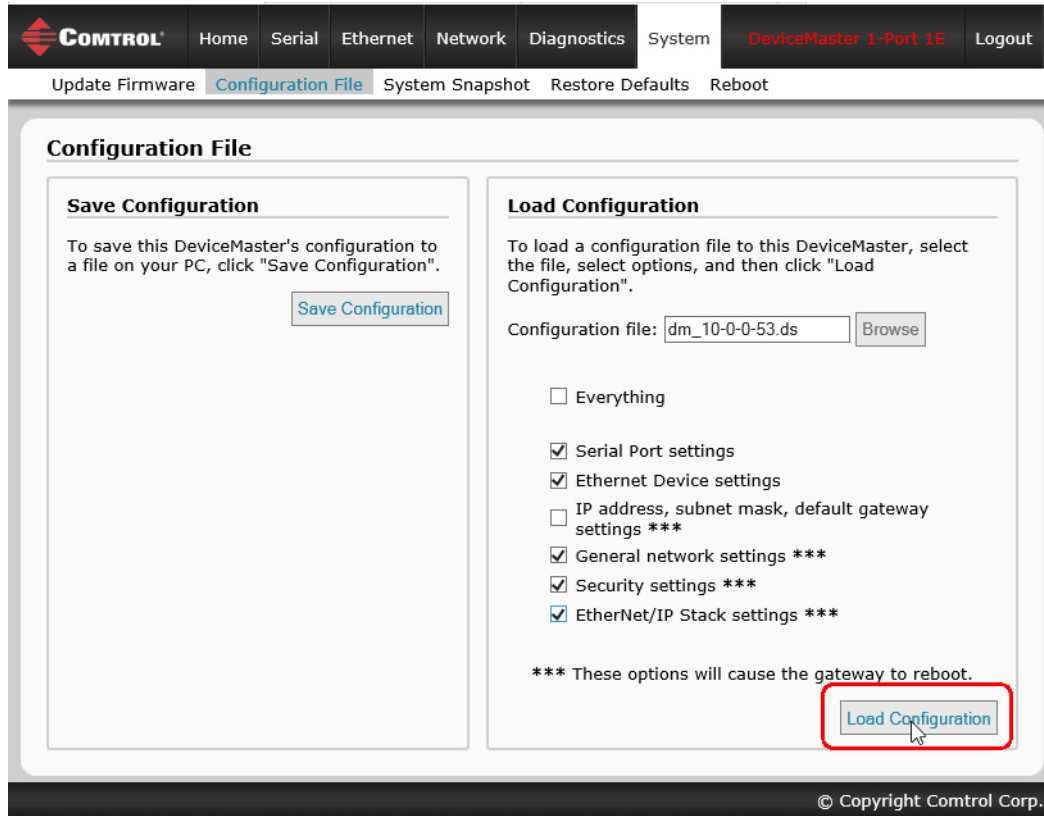 COMTROL Home Serial Ethernet Network Diagnostics System DeviceMaster 1-Port 1E Logout
Update Firmware Configuration File System Snapshot Restore Defaults Reboot
Configuration File
Save Configuration
To save this DeviceMaster's configuration to
a file on your PC, click "Save Configuration".
Save Configuration
Load Configuration
To load a configuration file to this DeviceMaster, select
the file, select options, and then click "Load
Configuration".
Configuration file: dm_10-0-0-53.ds Browse
Everything
Serial Port settings
Ethernet Device settings
IP address, subnet mask, default gateway
settings ***
General network settings ***
Security settings ***
EtherNet/IP Stack settings ***
*** These options will cause the gateway to reboot.
Load Configuration
© Copyright Comtrol Corp.